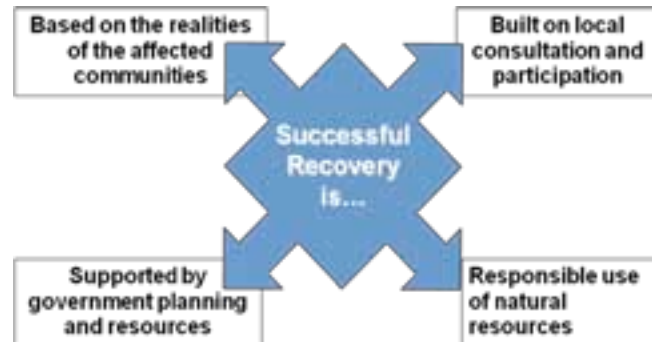 Based on the realities
of the affected
communities
Built on local
consultation and
participation
Successful
Recovery
is...
Supported by
government planning
and resources
Responsible use
of natural
resources